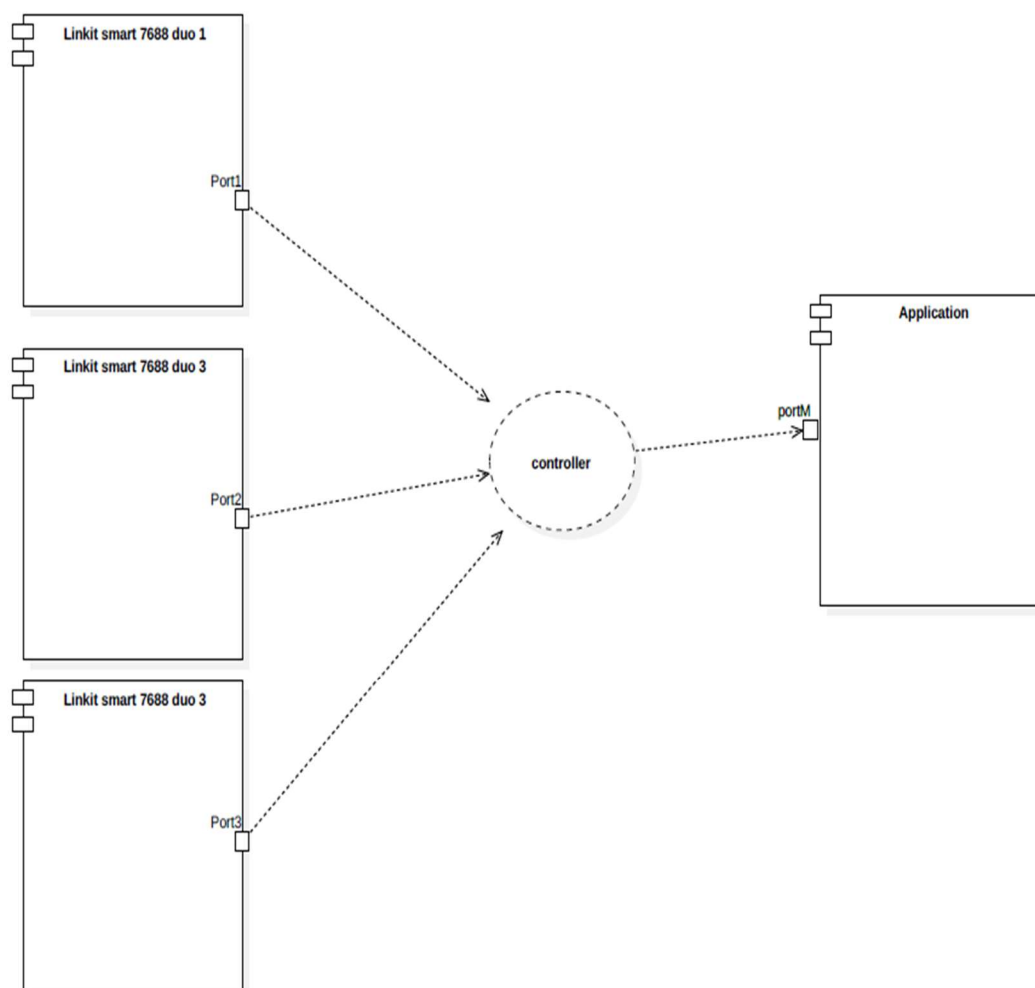 Linkit smart 7688 duo 1
Port1
Linkit smart 7688 duo 3
Port2
Linkit smart 7688 duo 3
Port3
controller
Application
portM